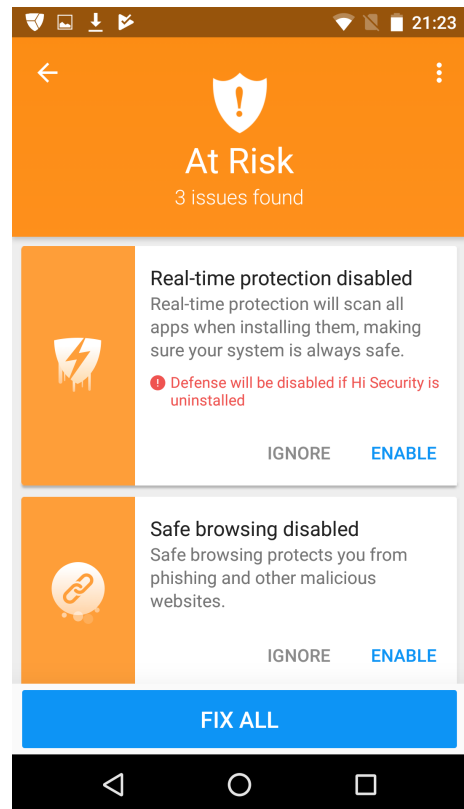 21:23
At Risk
3 issues found
Real-time protection disabled
Real-time protection will scan all
apps when installing them, making
sure your system is always safe.
Defense will be disabled if Hi Security is
uninstalled
IGNORE ENABLE
Safe browsing disabled
Safe browsing protects you from
phishing and other malicious
websites.
IGNORE ENABLE
FIX ALL